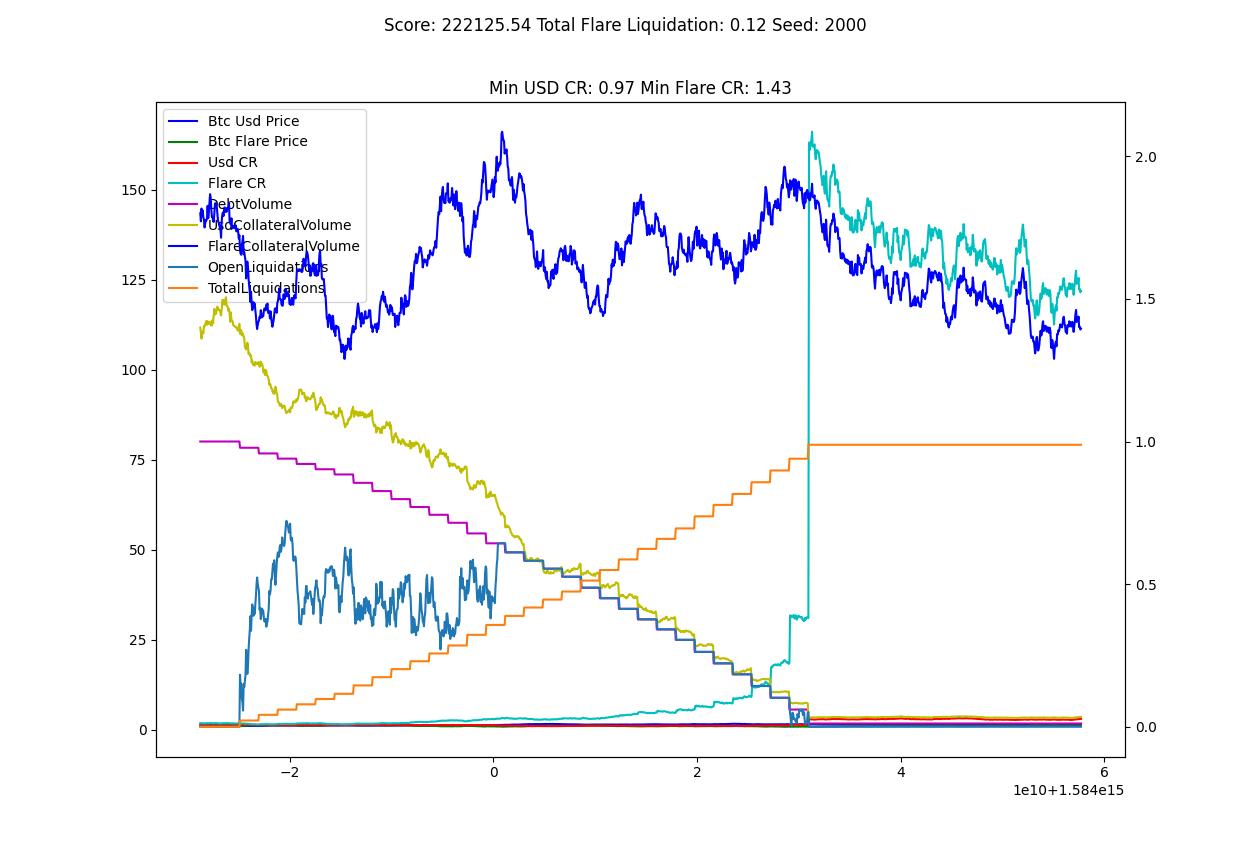 Score: 222125.54 Total Flare Liquidation: 0.12 Seed: 2000
Min USD CR: 0.97 Min Flare CR: 1.43
Btc Usd Price
Btc Flare Price
Usd CR
Flare CR
DebtVolume
UsdCollateralVolume
FlareCollateralVolume
OpenLiquidations
TotalLiquidations
150
125
100
75
50
25
0
2.0
1.5
1.0
0.5
0.0
−2
0
2
4
6
1e10+1.584e15